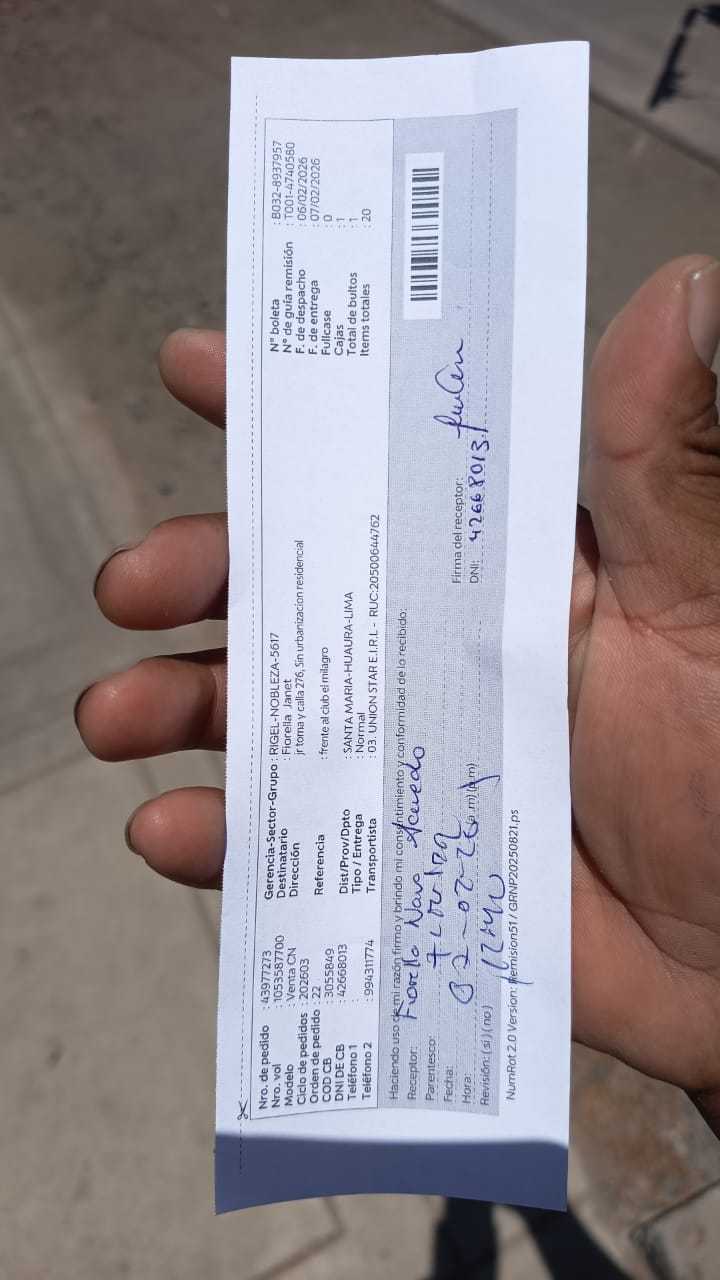 Nro. de pedido : 43977273
Nro. vol : 1053587700
Modelo : Venta CN
Ciclo de pedidos : 202603
Orden de pedido : 22
COD CB : 3055849
DNI DE CB : 42668013
Teléfono 1 :
Teléfono 2 : 994311774
Gerencia-Sector-Grupo : RIGEL-NOBLEZA-5617
Destinatario : Fiorella Janet
Dirección : jr torna y calla 276, Sin urbanizacion residencial
Referencia : frente al club el milagro
Dist/Prov/Dpto : SANTA MARIA-HUAURA-LIMA
Tipo / Entrega : Normal
Transportista : 03. UNION STAR E.I.R.L - RUC:20500644762
N° boleta : B032-8937957
N° de guía remisión : T001-4740580
F. de despacho : 06/02/2026
F. de entrega : 07/02/2026
Fullcase : 0
Cajas : 1
Total de bultos : 1
Items totales : 20
Haciendo uso de mi razón firmo y brindo mi consentimiento y conformidad de lo recibido:
Receptor: Fiorella Nava Acevedo
Parentesco:
Fecha:
Hora: (a.m) (p.m)
Revisión: ( si ) ( no )
Firma del receptor:
DNI: 42668013
NumRot 2.0 Version: Remision51 / GRNP20250821.ps